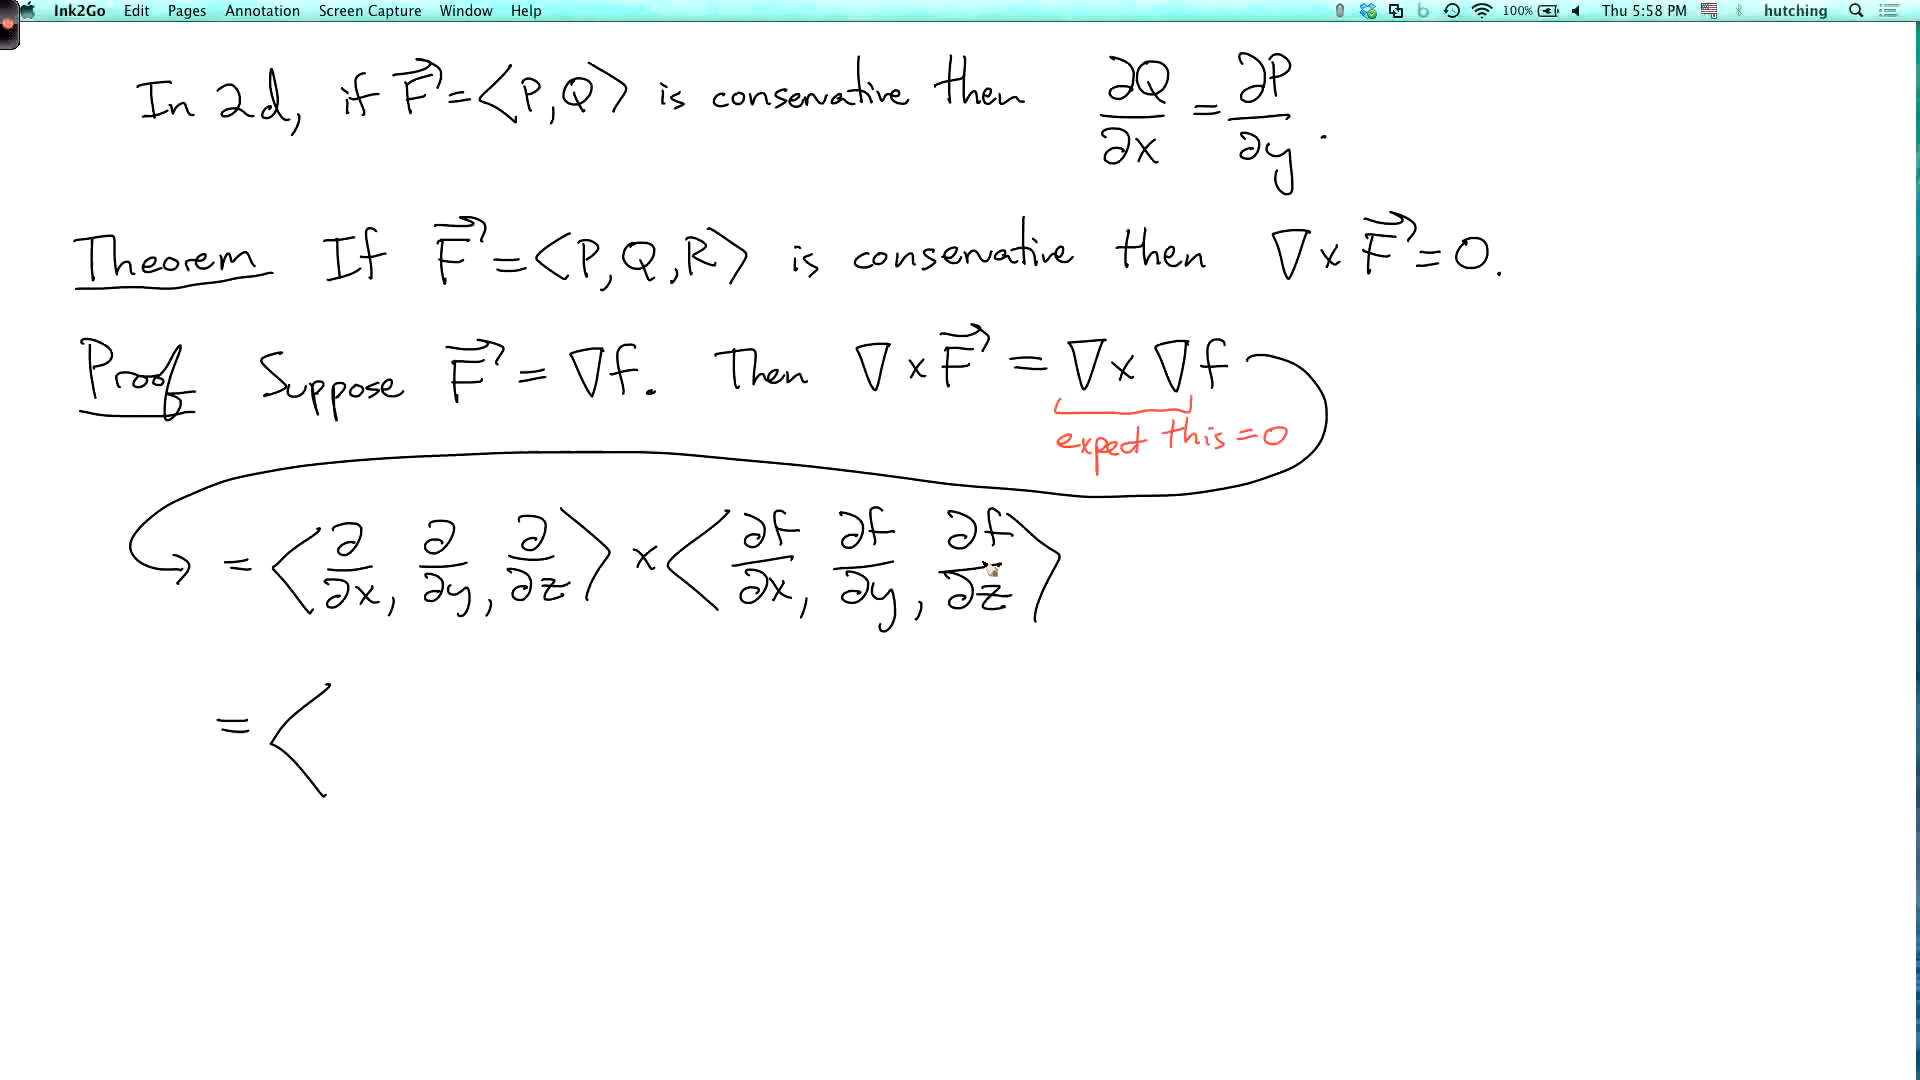 Ink2Go Edit Pages Annotation Screen Capture Window Help 100% Thu 5:58 PM hutching
In 2d, if F⃗ = ⟨P, Q⟩ is conservative then ∂Q/∂x = ∂P/∂y.
Theorem If F⃗ = ⟨P, Q, R⟩ is conservative then ∇ × F⃗ = 0.
Proof Suppose F⃗ = ∇f. Then ∇ × F⃗ = ∇ × ∇f
expect this = 0
= ⟨∂/∂x, ∂/∂y, ∂/∂z⟩ × ⟨∂f/∂x, ∂f/∂y, ∂f/∂z⟩
= ⟨